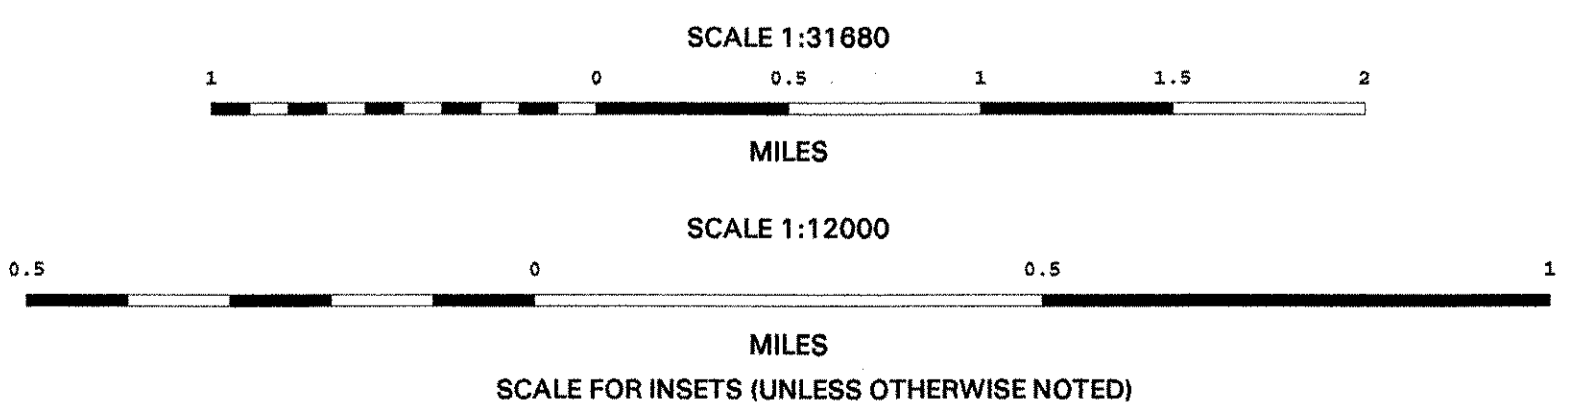 SCALE 1:31680
1 0 0.5 1 1.5 2
MILES
SCALE 1:12000
0.5 0 0.5 1
MILES
SCALE FOR INSETS (UNLESS OTHERWISE NOTED)